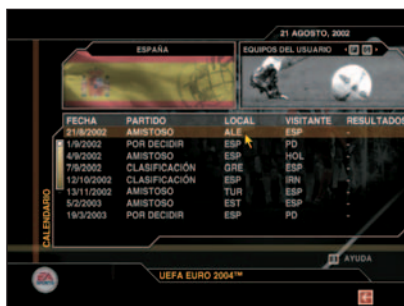 21 AGOSTO, 2002
ESPAÑA
EQUIPOS DEL USUARIO
FECHA PARTIDO LOCAL VISITANTE RESULTADOS
21/8/2002 AMISTOSO ALE ESP -
1/9/2002 POR DECIDIR ESP PD -
4/9/2002 AMISTOSO ESP HOL -
7/9/2002 CLASIFICACIÓN GRE ESP -
12/10/2002 CLASIFICACIÓN ESP IRN -
13/11/2002 AMISTOSO TUR ESP -
5/2/2003 AMISTOSO EST ESP -
19/3/2003 POR DECIDIR ESP PD -
CALENDARIO
AYUDA
EA SPORTS
UEFA EURO 2004™